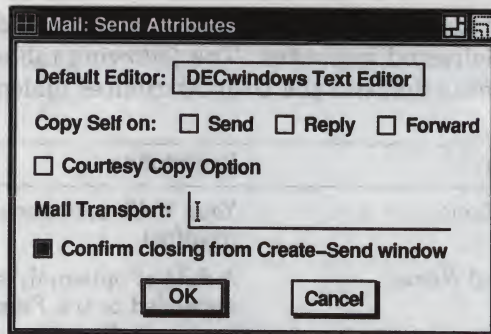 Mail: Send Attributes
Default Editor: DECwindows Text Editor
Copy Self on: Send Reply Forward
Courtesy Copy Option
Mail Transport:
Confirm closing from Create–Send window
OK Cancel